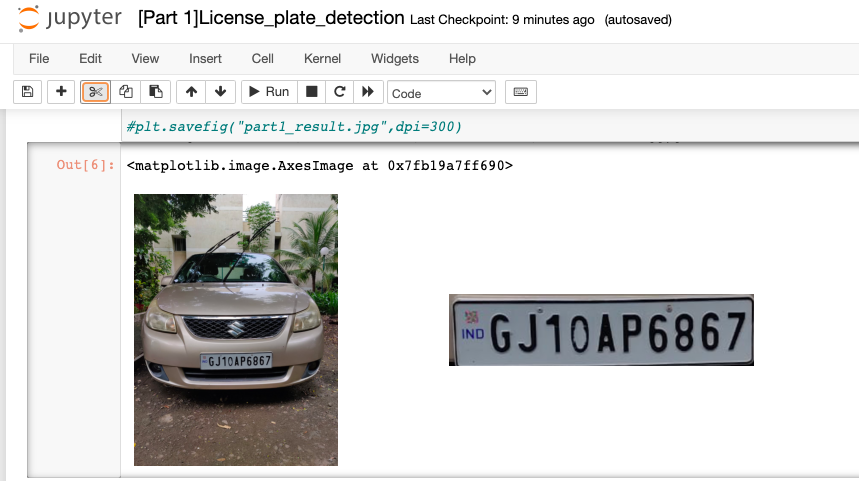 jupyter [Part 1]License_plate_detection Last Checkpoint: 9 minutes ago (autosaved)
File Edit View Insert Cell Kernel Widgets Help
Run Code
#plt.savefig("part1_result.jpg",dpi=300)
Out[6]: <matplotlib.image.AxesImage at 0x7fb19a7ff690>
GJ10AP6867
IND GJ10AP6867